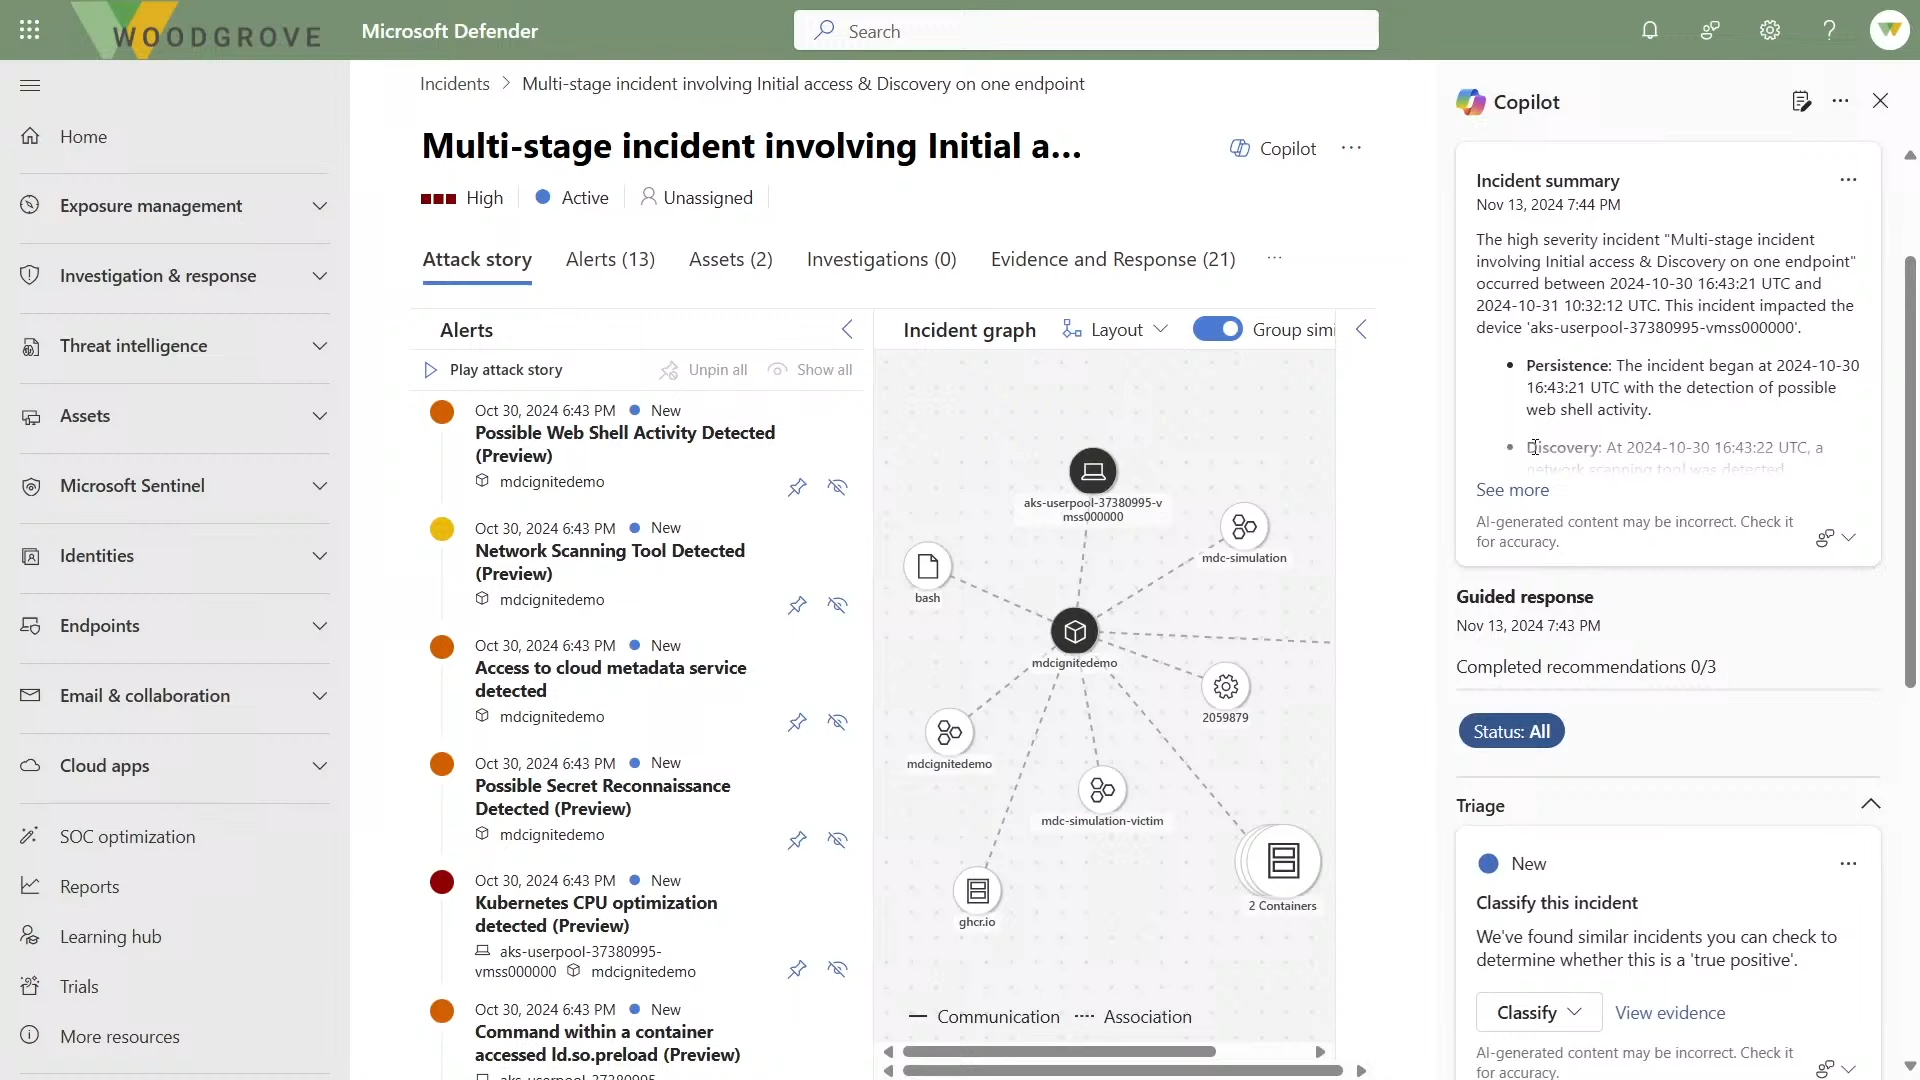 WOODGROVE
Microsoft Defender
Search
Home
Exposure management
Investigation & response
Threat intelligence
Assets
Microsoft Sentinel
Identities
Endpoints
Email & collaboration
Cloud apps
SOC optimization
Reports
Learning hub
Trials
More resources
Incidents > Multi-stage incident involving Initial access & Discovery on one endpoint
Multi-stage incident involving Initial a...
Copilot
High
Active
Unassigned
Attack story
Alerts (13)
Assets (2)
Investigations (0)
Evidence and Response (21)
Alerts
Play attack story
Unpin all
Show all
Oct 30, 2024 6:43 PM New
Possible Web Shell Activity Detected
(Preview)
mdcignitedemo
Oct 30, 2024 6:43 PM New
Network Scanning Tool Detected
(Preview)
mdcignitedemo
Oct 30, 2024 6:43 PM New
Access to cloud metadata service
detected
mdcignitedemo
Oct 30, 2024 6:43 PM New
Possible Secret Reconnaissance
Detected (Preview)
mdcignitedemo
Oct 30, 2024 6:43 PM New
Kubernetes CPU optimization
detected (Preview)
aks-userpool-37380995-
vmss000000 mdcignitedemo
Oct 30, 2024 6:43 PM New
Command within a container
accessed ld.so.preload (Preview)
aks-userpool-37380995-
Incident graph
Layout
Group simi
aks-userpool-37380995-v
mss000000
mdc-simulation
bash
mdcignitedemo
2059879
mdcignitedemo
mdc-simulation-victim
2 Containers
ghcr.io
Communication
Association
Copilot
Incident summary
Nov 13, 2024 7:44 PM
The high severity incident "Multi-stage incident
involving Initial access & Discovery on one endpoint"
occurred between 2024-10-30 16:43:21 UTC and
2024-10-31 10:32:12 UTC. This incident impacted the
device 'aks-userpool-37380995-vmss000000'.
Persistence: The incident began at 2024-10-30
16:43:21 UTC with the detection of possible
web shell activity.
Discovery: At 2024-10-30 16:43:22 UTC, a
network scanning tool was detected
See more
AI-generated content may be incorrect. Check it
for accuracy.
Guided response
Nov 13, 2024 7:43 PM
Completed recommendations 0/3
Status: All
Triage
New
Classify this incident
We've found similar incidents you can check to
determine whether this is a 'true positive'.
Classify
View evidence
AI-generated content may be incorrect. Check it
for accuracy.